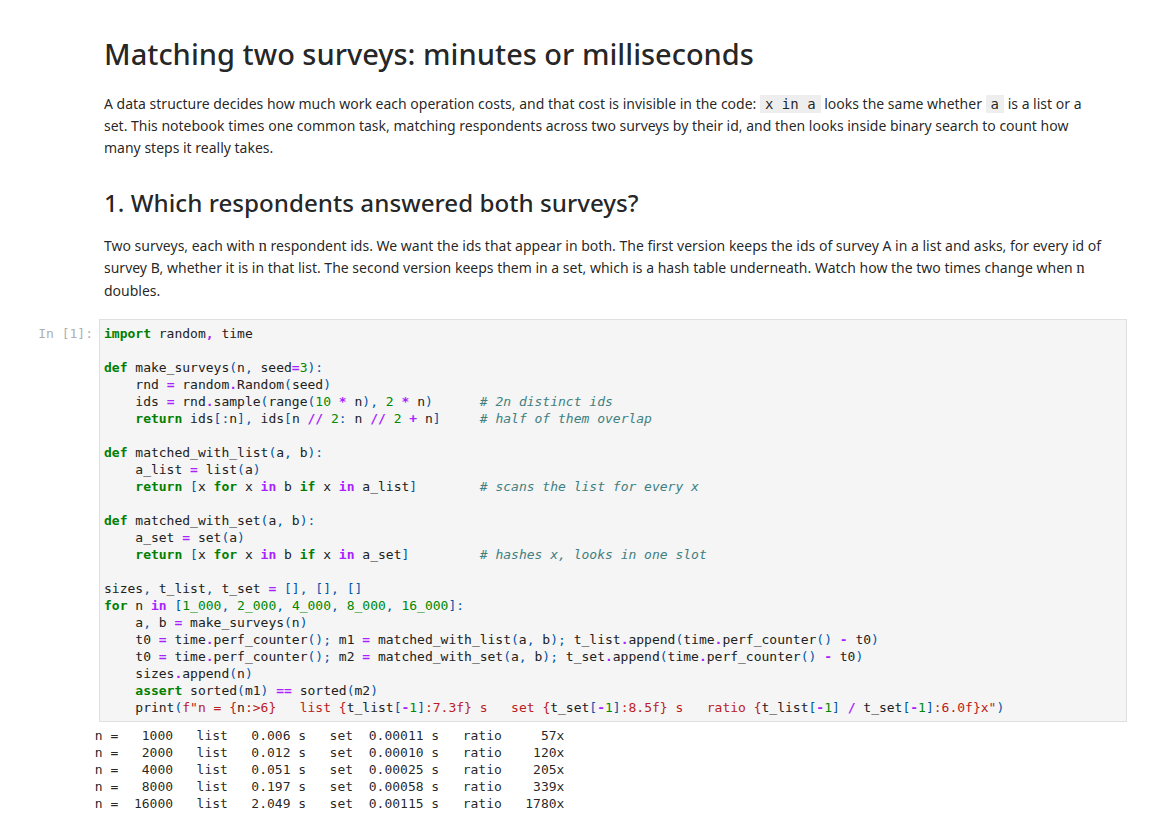 Matching two surveys: minutes or milliseconds
A data structure decides how much work each operation costs, and that cost is invisible in the code: x in a looks the same whether a is a list or a
set. This notebook times one common task, matching respondents across two surveys by their id, and then looks inside binary search to count how
many steps it really takes.
1. Which respondents answered both surveys?
Two surveys, each with n respondent ids. We want the ids that appear in both. The first version keeps the ids of survey A in a list and asks, for every id of
survey B, whether it is in that list. The second version keeps them in a set, which is a hash table underneath. Watch how the two times change when n
doubles.
In [1]:
import random, time

def make_surveys(n, seed=3):
    rnd = random.Random(seed)
    ids = rnd.sample(range(10 * n), 2 * n)      # 2n distinct ids
    return ids[:n], ids[n // 2: n // 2 + n]     # half of them overlap

def matched_with_list(a, b):
    a_list = list(a)
    return [x for x in b if x in a_list]        # scans the list for every x

def matched_with_set(a, b):
    a_set = set(a)
    return [x for x in b if x in a_set]         # hashes x, looks in one slot

sizes, t_list, t_set = [], [], []
for n in [1_000, 2_000, 4_000, 8_000, 16_000]:
    a, b = make_surveys(n)
    t0 = time.perf_counter(); m1 = matched_with_list(a, b); t_list.append(time.perf_counter() - t0)
    t0 = time.perf_counter(); m2 = matched_with_set(a, b); t_set.append(time.perf_counter() - t0)
    sizes.append(n)
    assert sorted(m1) == sorted(m2)
    print(f"n = {n:>6}   list {t_list[-1]:7.3f} s   set {t_set[-1]:8.5f} s   ratio {t_list[-1] / t_set[-1]:6.0f}x")
n =   1000   list   0.006 s   set  0.00011 s   ratio     57x
n =   2000   list   0.012 s   set  0.00010 s   ratio    120x
n =   4000   list   0.051 s   set  0.00025 s   ratio    205x
n =   8000   list   0.197 s   set  0.00058 s   ratio    339x
n =  16000   list   2.049 s   set  0.00115 s   ratio   1780x